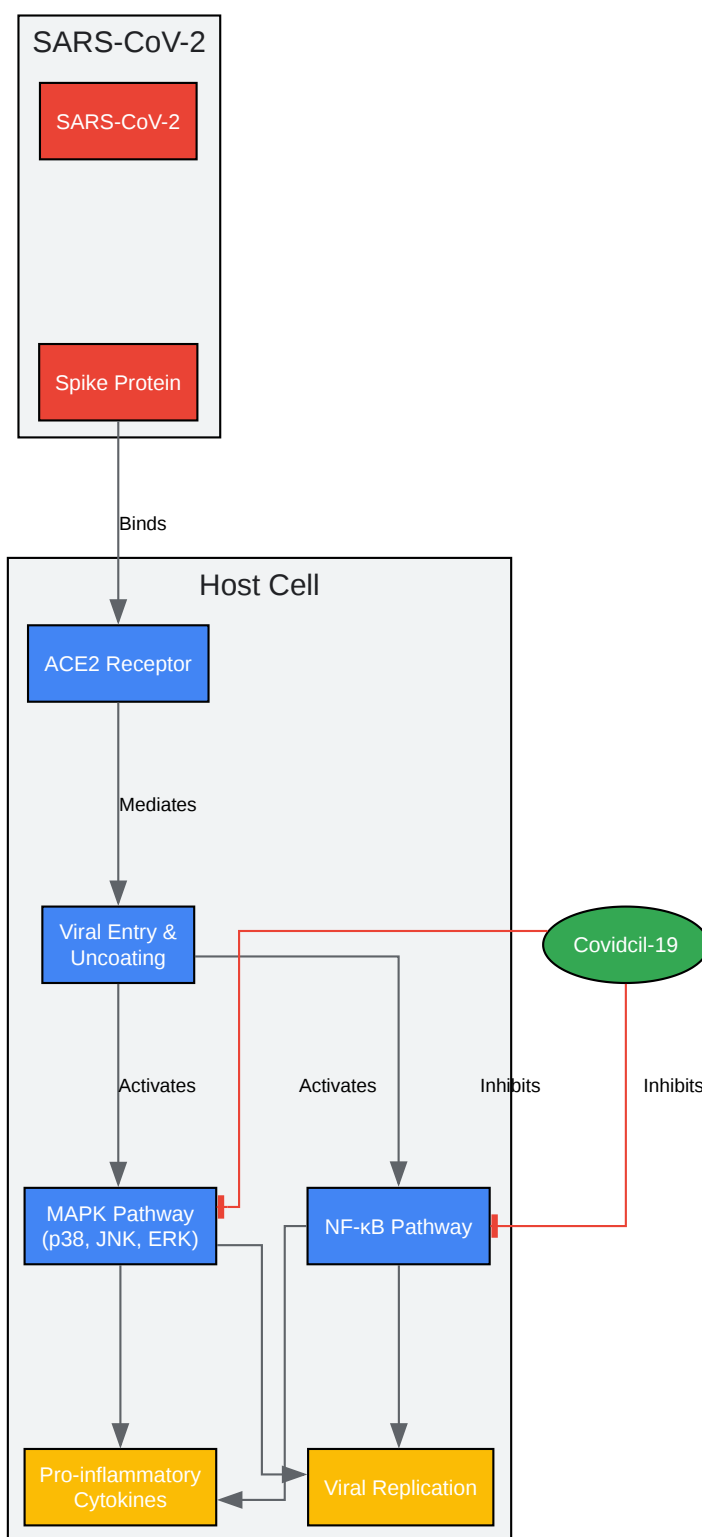 SARS-CoV-2
SARS-CoV-2
Spike Protein
Binds
Host Cell
ACE2 Receptor
Mediates
Viral Entry &
Uncoating
Covidcil-19
Activates
Activates
Inhibits
Inhibits
MAPK Pathway
(p38, JNK, ERK)
NF-κB Pathway
Pro-inflammatory
Cytokines
Viral Replication